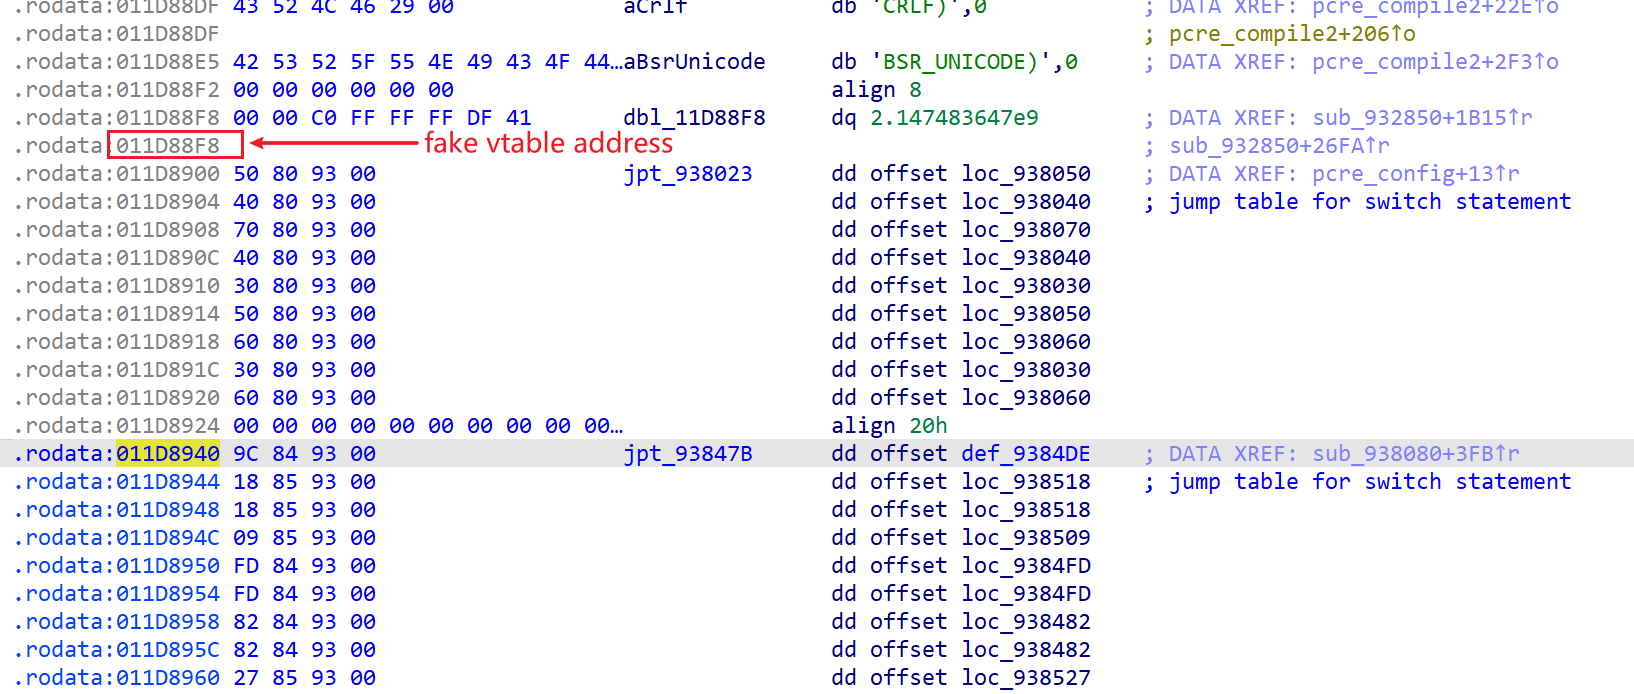 .rodata:011D88DF 43 52 4C 46 29 00 aCrlf db 'CRLF)',0 ; DATA XREF: pcre_compile2+22E↑o
.rodata:011D88DF ; pcre_compile2+206↑o
.rodata:011D88E5 42 53 52 5F 55 4E 49 43 4F 44…aBsrUnicode db 'BSR_UNICODE)',0 ; DATA XREF: pcre_compile2+2F3↑o
.rodata:011D88F2 00 00 00 00 00 00 align 8
.rodata:011D88F8 00 00 C0 FF FF FF DF 41 dbl_11D88F8 dq 2.147483647e9 ; DATA XREF: sub_932850+1B15↑r
.rodata:011D88F8 fake vtable address ; sub_932850+26FA↑r
.rodata:011D8900 50 80 93 00 jpt_938023 dd offset loc_938050 ; DATA XREF: pcre_config+13↑r
.rodata:011D8904 40 80 93 00 dd offset loc_938040 ; jump table for switch statement
.rodata:011D8908 70 80 93 00 dd offset loc_938070
.rodata:011D890C 40 80 93 00 dd offset loc_938040
.rodata:011D8910 30 80 93 00 dd offset loc_938030
.rodata:011D8914 50 80 93 00 dd offset loc_938050
.rodata:011D8918 60 80 93 00 dd offset loc_938060
.rodata:011D891C 30 80 93 00 dd offset loc_938030
.rodata:011D8920 60 80 93 00 dd offset loc_938060
.rodata:011D8924 00 00 00 00 00 00 00 00 00 00… align 20h
.rodata:011D8940 9C 84 93 00 jpt_93847B dd offset def_9384DE ; DATA XREF: sub_938080+3FB↑r
.rodata:011D8944 18 85 93 00 dd offset loc_938518 ; jump table for switch statement
.rodata:011D8948 18 85 93 00 dd offset loc_938518
.rodata:011D894C 09 85 93 00 dd offset loc_938509
.rodata:011D8950 FD 84 93 00 dd offset loc_9384FD
.rodata:011D8954 FD 84 93 00 dd offset loc_9384FD
.rodata:011D8958 82 84 93 00 dd offset loc_938482
.rodata:011D895C 82 84 93 00 dd offset loc_938482
.rodata:011D8960 27 85 93 00 dd offset loc_938527